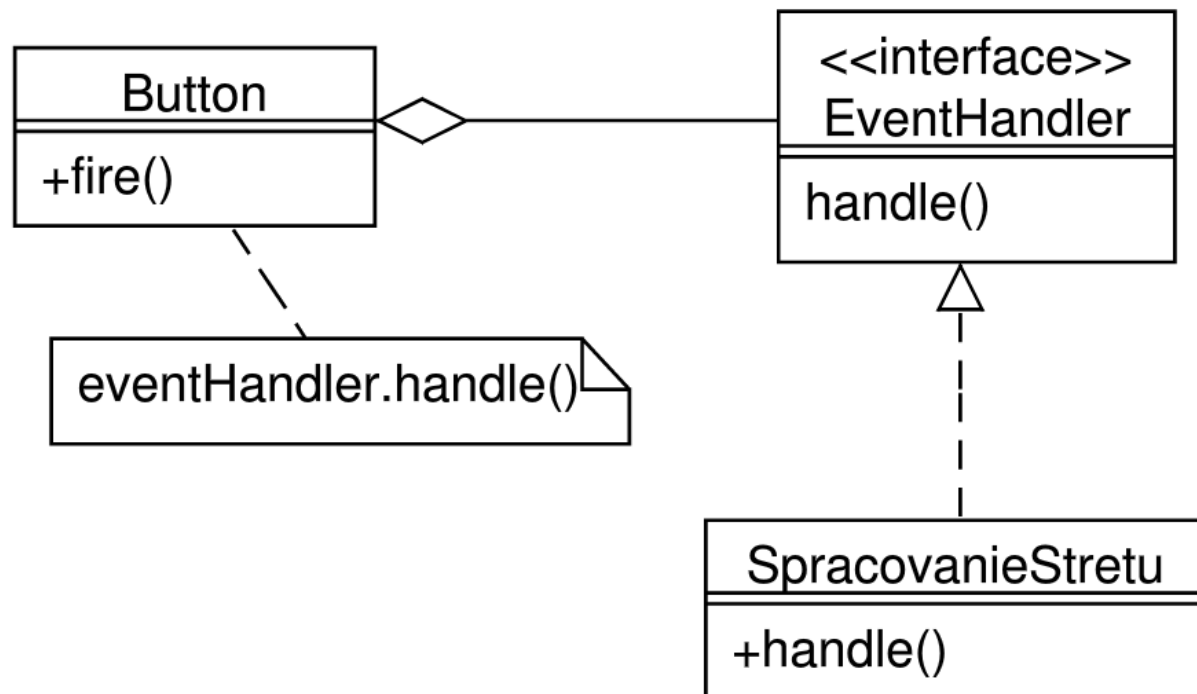 Button
+fire()
<<interface>>
EventHandler
handle()
eventHandler.handle()
SpracovanieStretu
+handle()